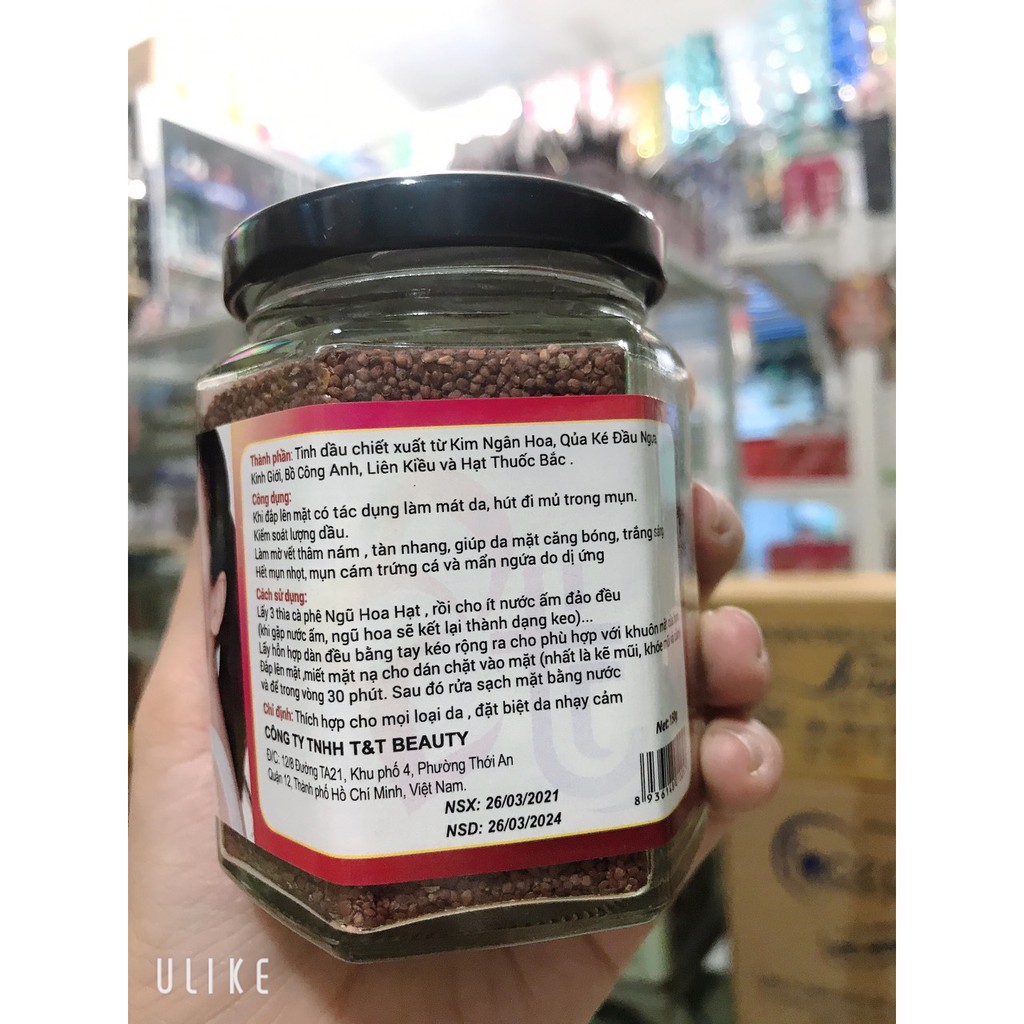 Thành phần: Tinh dầu chiết xuất từ Kim Ngân Hoa, Qủa Ké Đầu Ngựa,
Kinh Giới, Bồ Công Anh, Liên Kiều và Hạt Thuốc Bắc .
Công dụng:
Khi đắp lên mặt có tác dụng làm mát da, hút đi mủ trong mụn.
Kiểm soát lượng dầu.
Làm mờ vết thâm nám , tàn nhang, giúp da mặt căng bóng, trắng sáng
Hết mụn nhọt, mụn cám trứng cá và mẩn ngứa do dị ứng
Cách sử dụng:
Lấy 3 thìa cà phê Ngũ Hoa Hạt , rồi cho ít nước ấm đảo đều
(khi gặp nước ấm, ngũ hoa sẽ kết lại thành dạng keo)...
Lấy hỗn hợp dàn đều bằng tay kéo rộng ra cho phù hợp với khuôn mặt
Đắp lên mặt ,miết mặt nạ cho dán chặt vào mặt (nhất là kẽ mũi, khóe
và để trong vòng 30 phút. Sau đó rửa sạch mặt bằng nước
Chỉ định: Thích hợp cho mọi loại da , đặt biệt da nhạy cảm
CÔNG TY TNHH T&T BEAUTY
Net: 150g
Đ/C: 12/8 Đường TA21, Khu phố 4, Phường Thới An
Quận 12, Thành phố Hồ Chí Minh, Việt Nam.
NSX: 26/03/2021
NSD: 26/03/2024
ULIKE